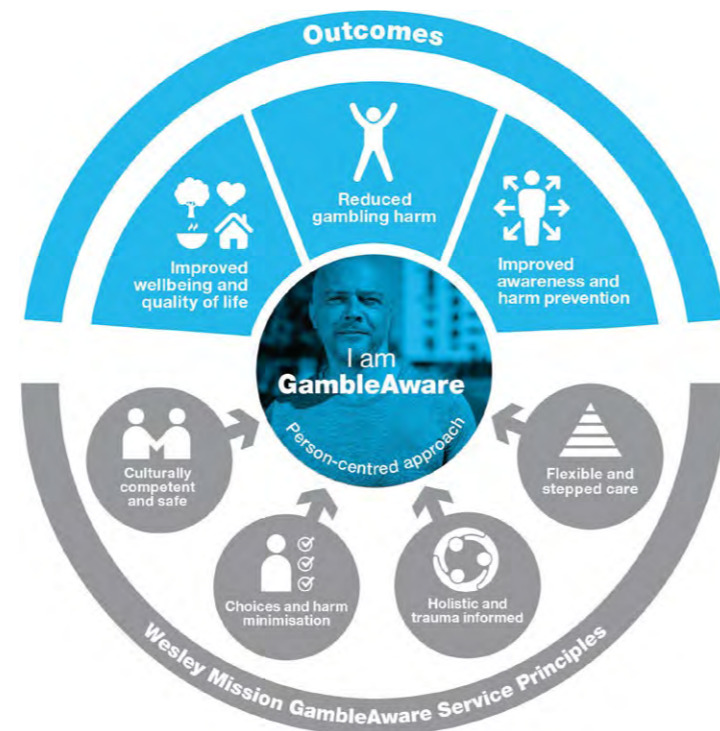 Outcomes
Reduced
gambling harm
Improved
wellbeing and
quality of life
Improved
awareness and
harm prevention
I am
GambleAware
Person-centred approach
Culturally
competent
and safe
Flexible and
stepped care
Choices and harm
minimisation
Holistic and
trauma informed
Wesley Mission GambleAware Service Principles